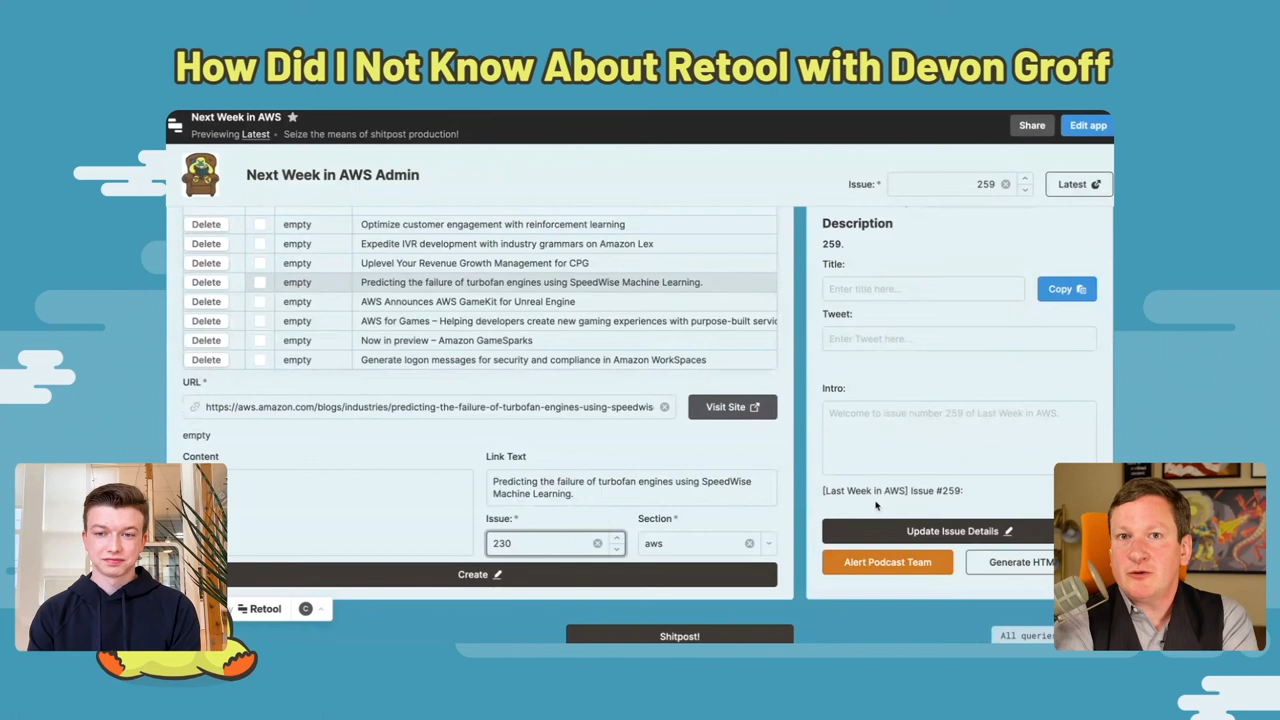 How Did I Not Know About Retool with Devon Groff
Next Week in AWS
Previewing Latest • Seize the means of shitpost production!
Share
Edit app
Next Week in AWS Admin
Issue: *
259
Latest
Delete empty Optimize customer engagement with reinforcement learning
Delete empty Expedite IVR development with industry grammars on Amazon Lex
Delete empty Uplevel Your Revenue Growth Management for CPG
Delete empty Predicting the failure of turbofan engines using SpeedWise Machine Learning.
Delete empty AWS Announces AWS GameKit for Unreal Engine
Delete empty AWS for Games – Helping developers create new gaming experiences with purpose-built servic
Delete empty Now in preview – Amazon GameSparks
Delete empty Generate logon messages for security and compliance in Amazon WorkSpaces
URL *
https://aws.amazon.com/blogs/industries/predicting-the-failure-of-turbofan-engines-using-speedwis
Visit Site
empty
Content
Link Text
Predicting the failure of turbofan engines using SpeedWise
Machine Learning.
Issue: *
Section *
230
aws
Create
Retool
C
Shitpost!
Description
259.
Title:
Enter title here...
Copy
Tweet:
Enter Tweet here...
Intro:
Welcome to issue number 259 of Last Week in AWS.
[Last Week in AWS] Issue #259:
Update Issue Details
Alert Podcast Team
Generate HTM
All querie